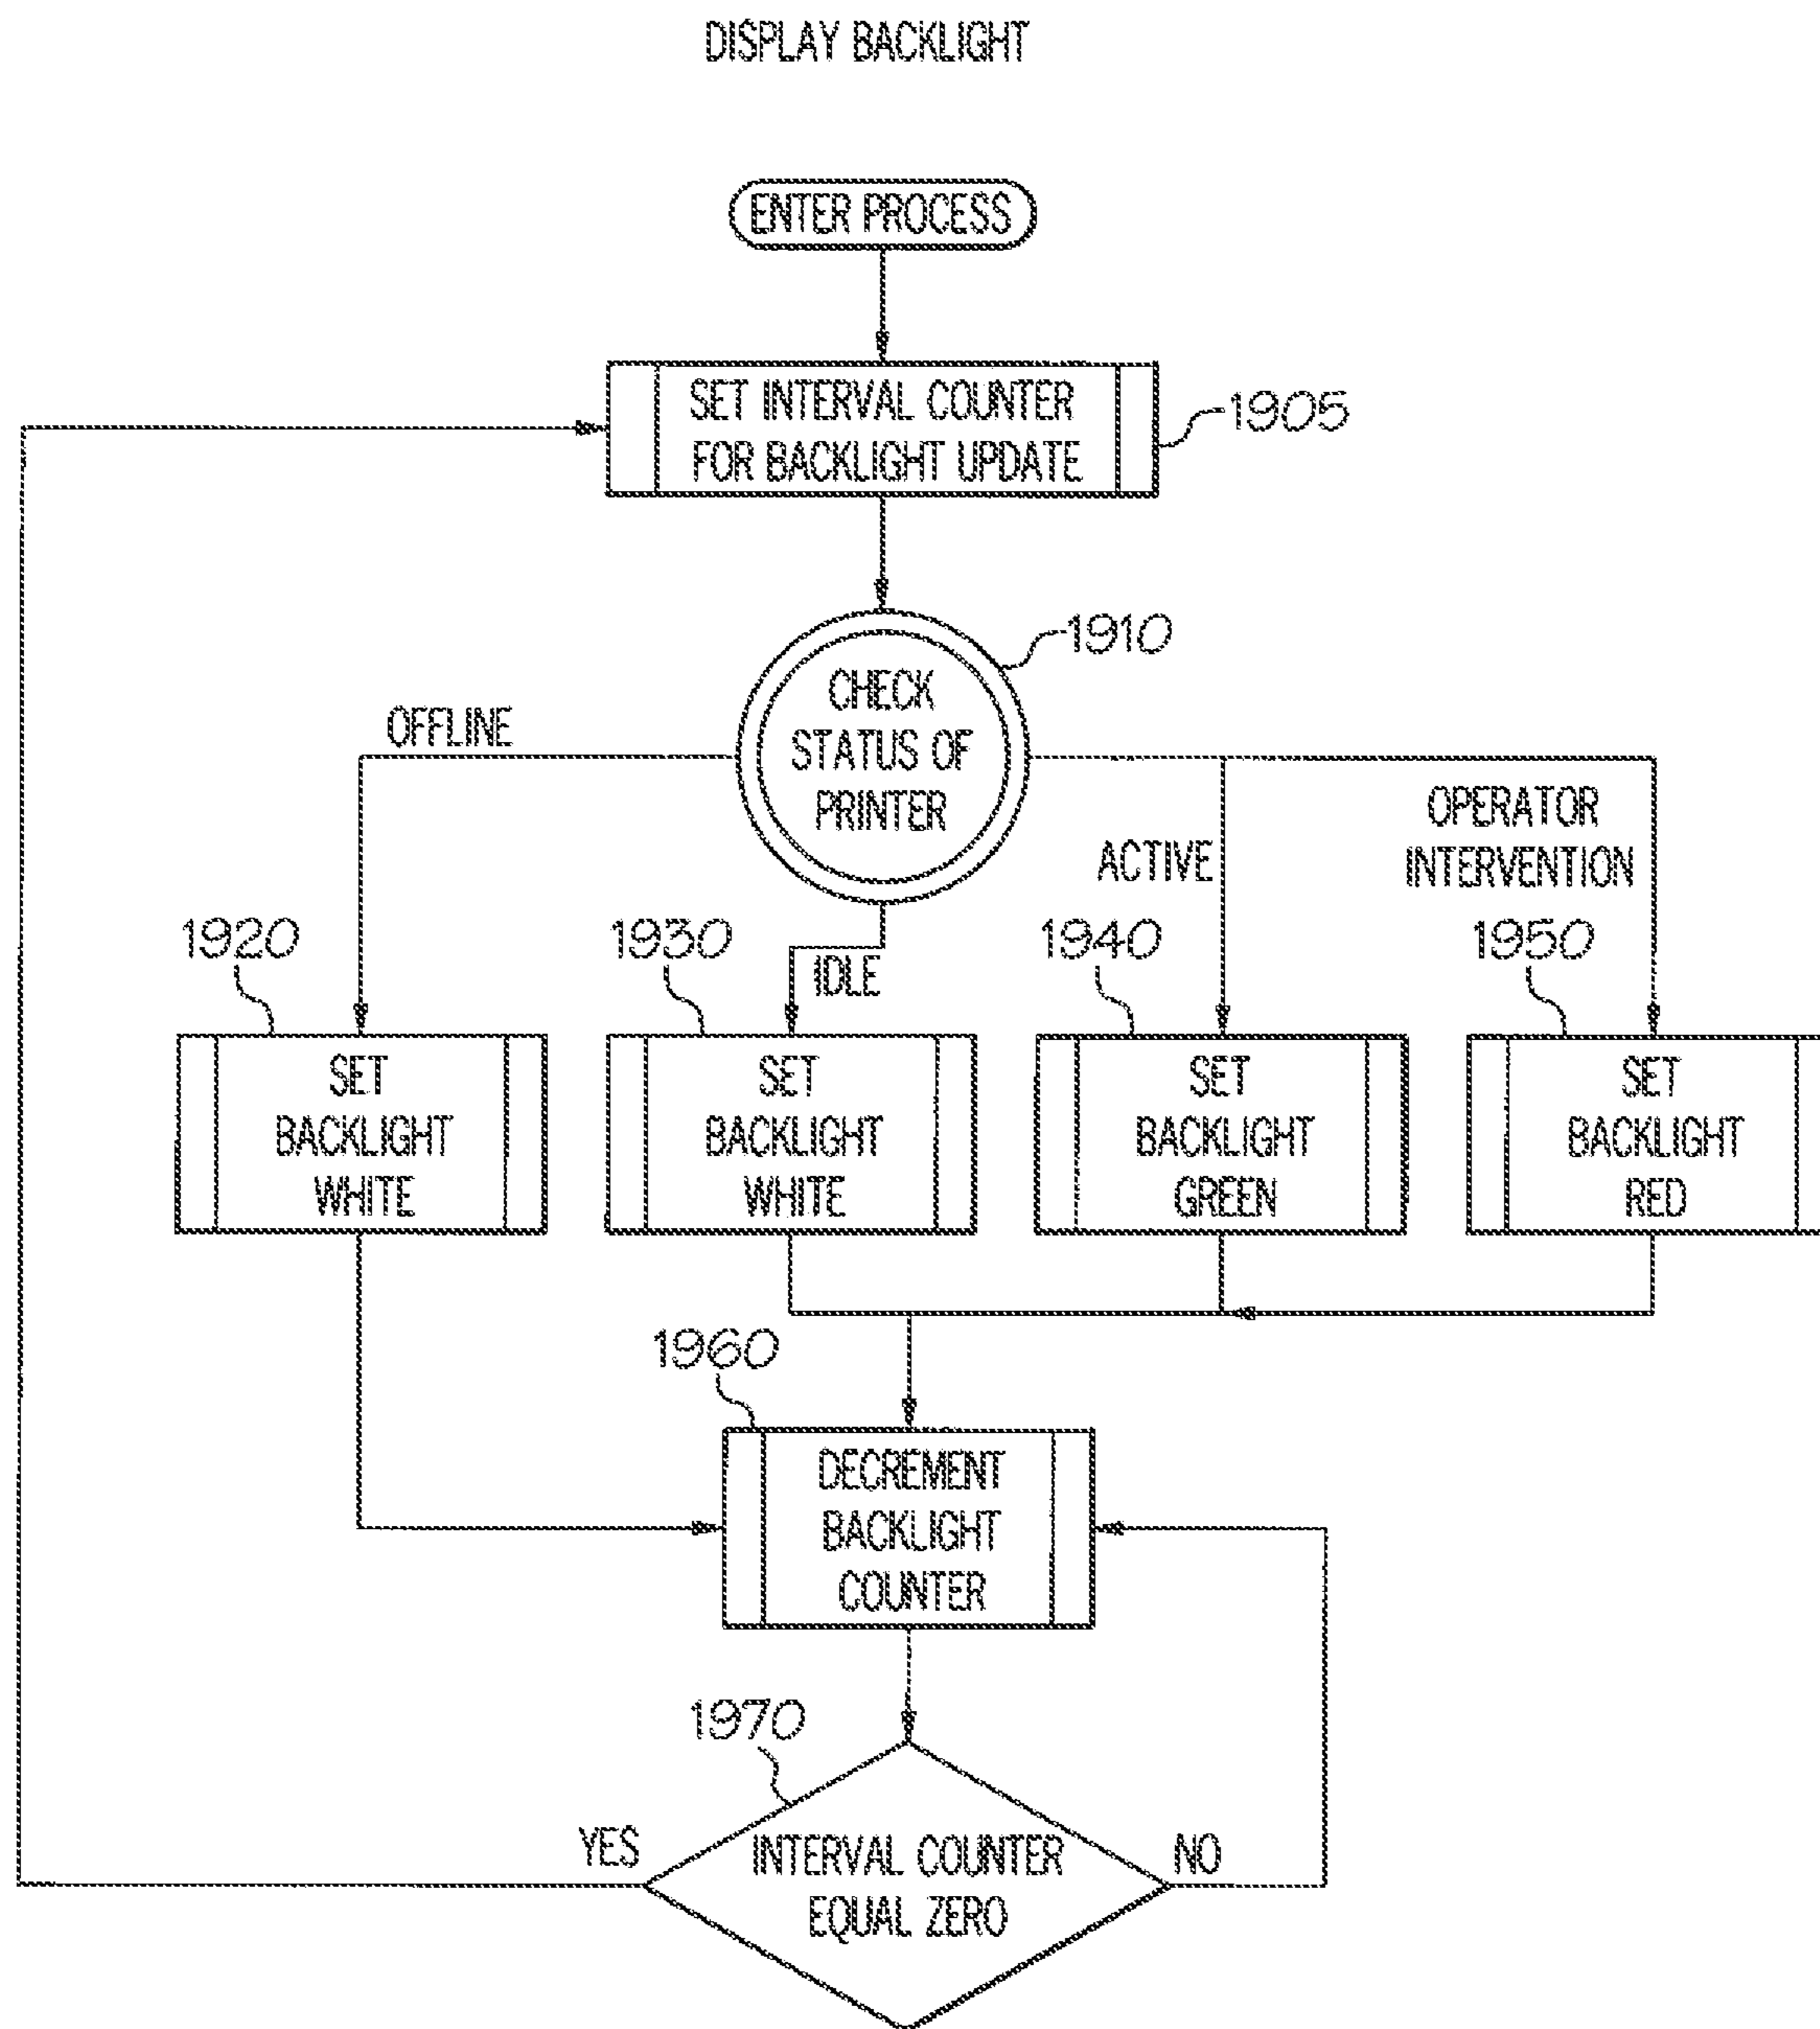 DISPLAY BACKLIGHT
ENTER PROCESS
SET INTERVAL COUNTER
FOR BACKLIGHT UPDATE
1905
1910
CHECK
STATUS OF
PRINTER
OFFLINE
IDLE
ACTIVE
OPERATOR
INTERVENTION
1920
SET
BACKLIGHT
WHITE
1930
SET
BACKLIGHT
WHITE
1940
SET
BACKLIGHT
GREEN
1950
SET
BACKLIGHT
RED
1960
DECREMENT
BACKLIGHT
COUNTER
1970
INTERVAL COUNTER
EQUAL ZERO
YES
NO